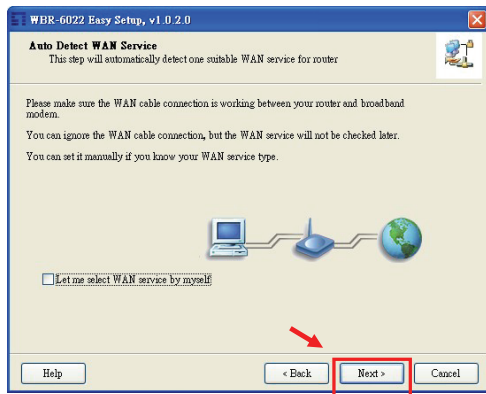 WBR-6022 Easy Setup, v1.0.2.0
Auto Detect WAN Service
This step will automatically detect one suitable WAN service for router
Please make sure the WAN cable connection is working between your router and broadband
modem.
You can ignore the WAN cable connection, but the WAN service will not be checked later.
You can set it manually if you know your WAN service type.
Let me select WAN service by myself
Help
< Back
Next >
Cancel